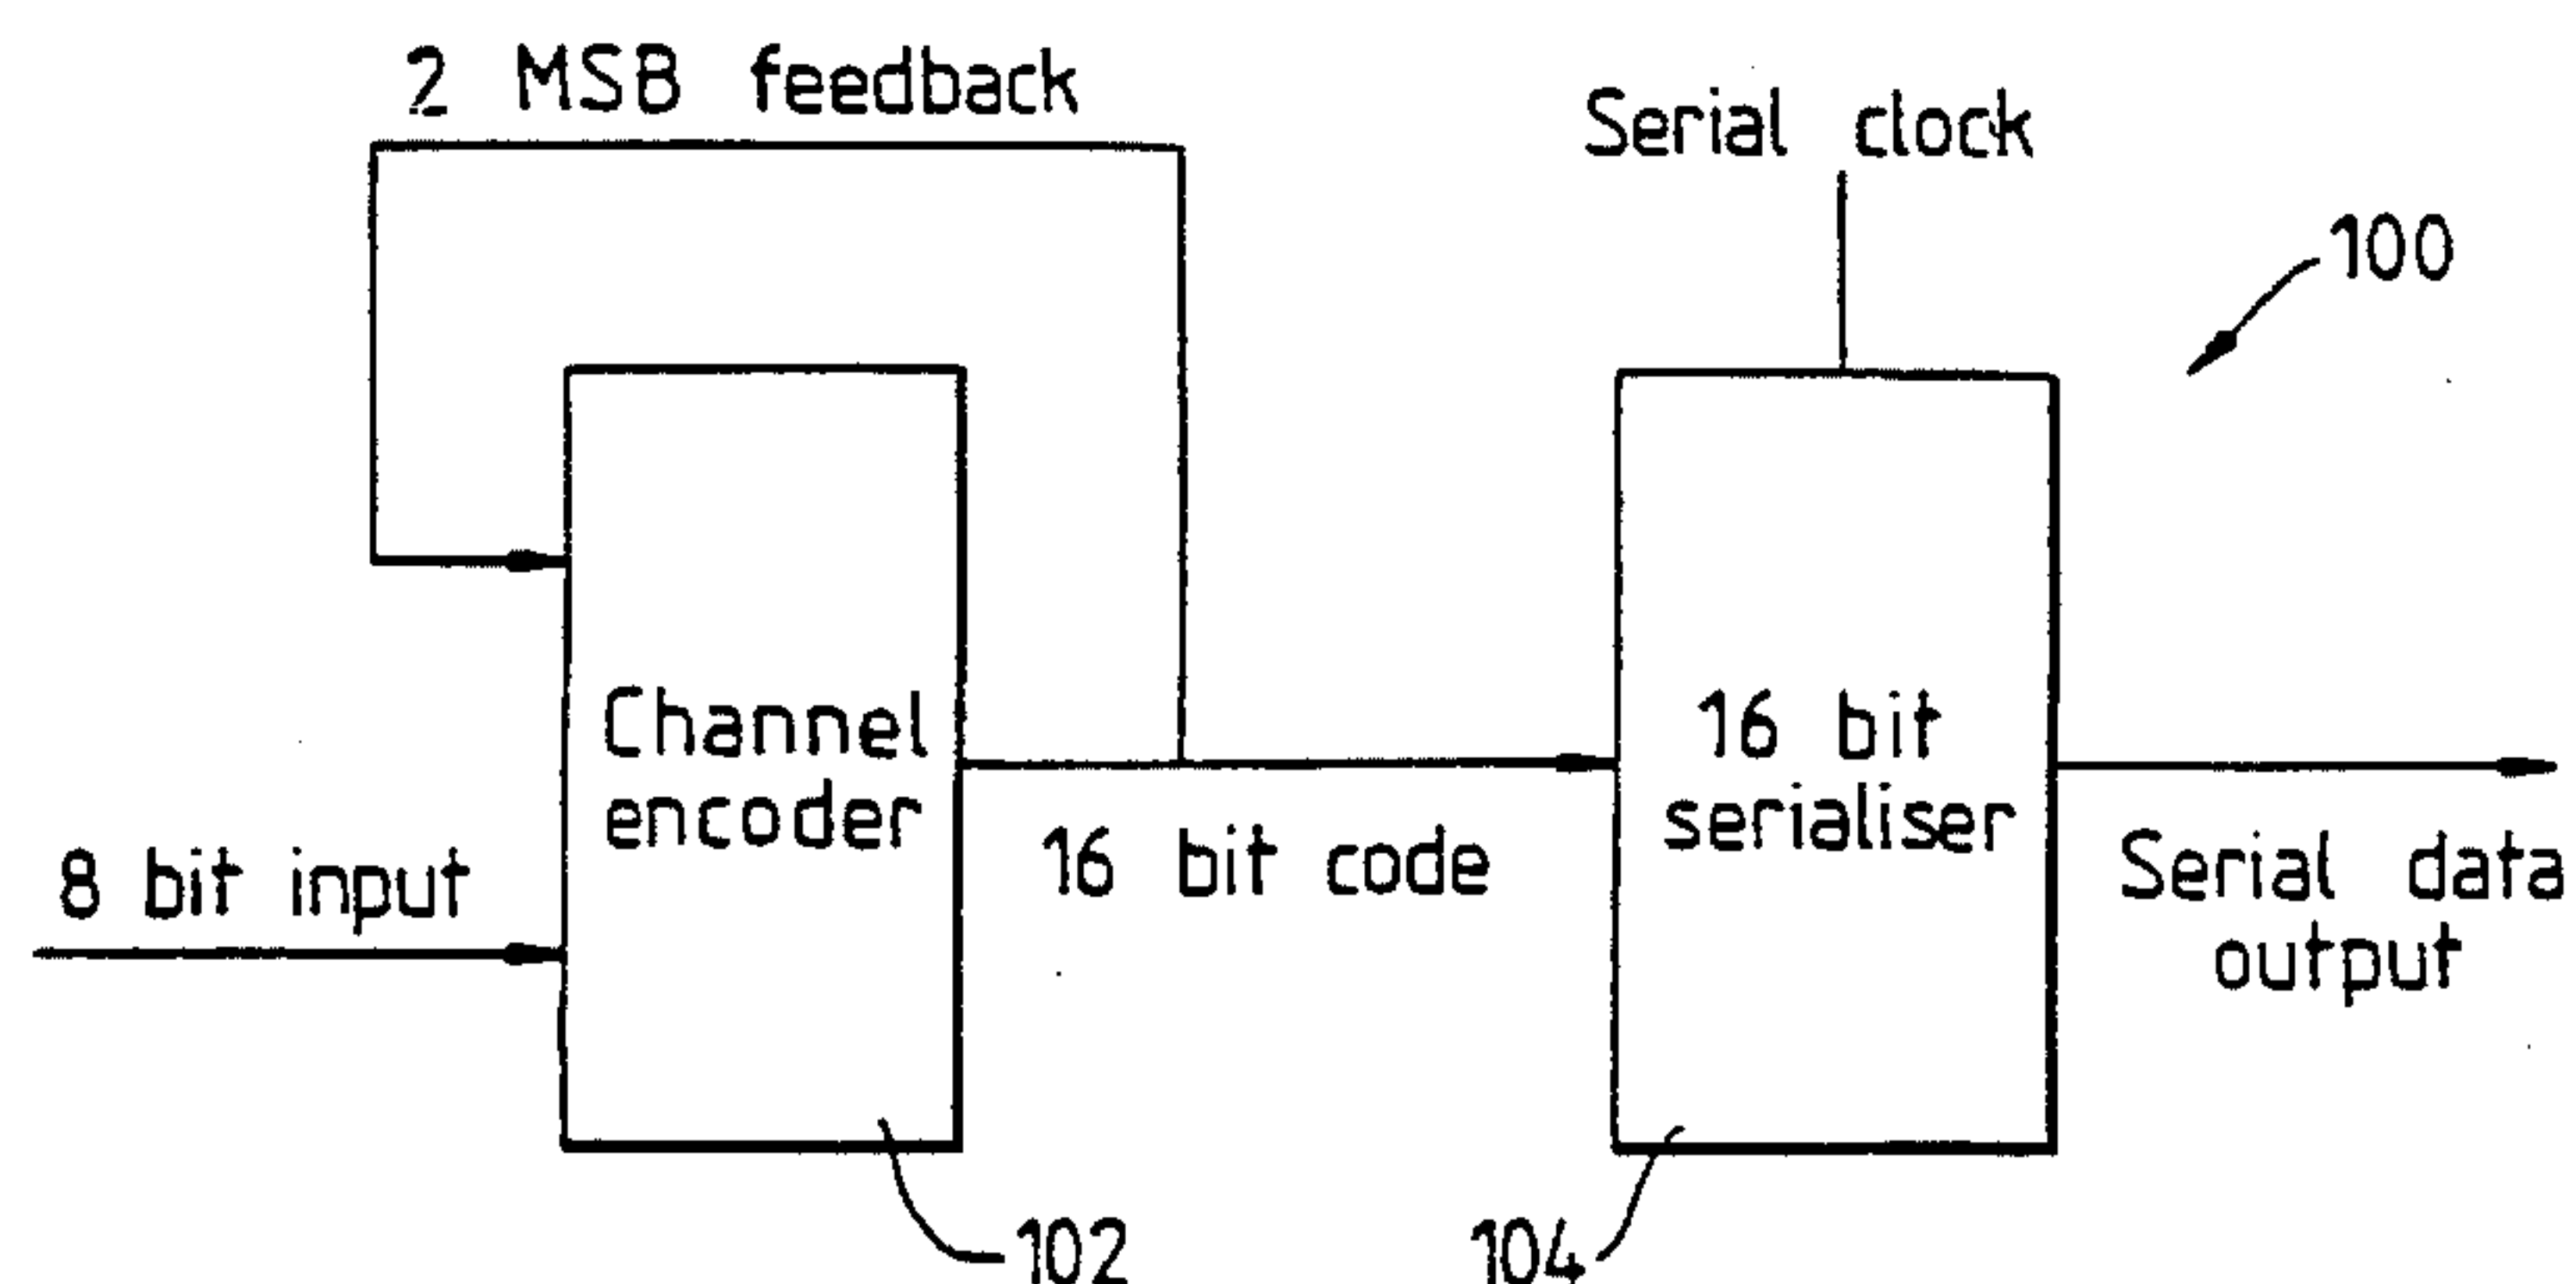 2 MSB feedback
Serial clock
100
Channel
encoder
16 bit
serialiser
8 bit input
16 bit code
Serial data
output
102
104